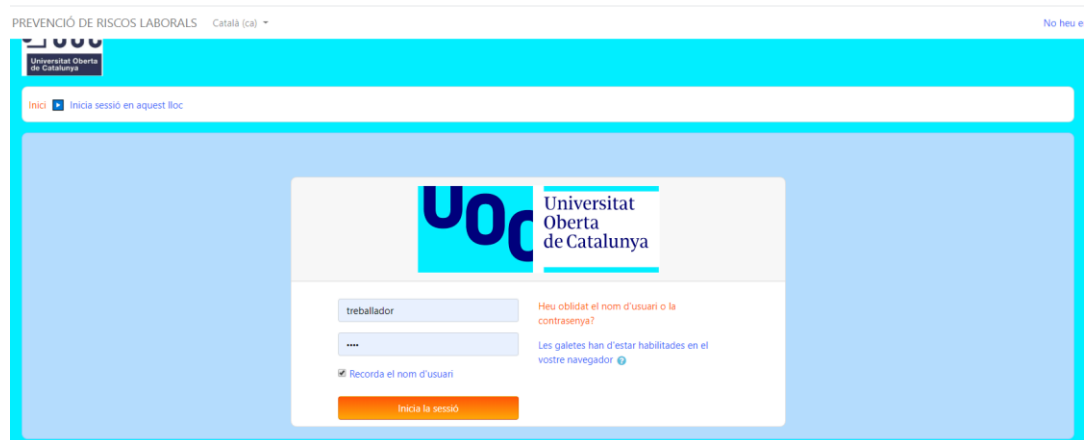 PREVENCIÓ DE RISCOS LABORALS Català (ca)
No heu e
UOC
Universitat Oberta
de Catalunya
Inici Inicia sessió en aquest lloc
UOC
Universitat
Oberta
de Catalunya
treballador
Heu oblidat el nom d'usuari o la
contrasenya?
••••
Les galetes han d'estar habilitades en el
vostre navegador
Recorda el nom d'usuari
Inicia la sessió